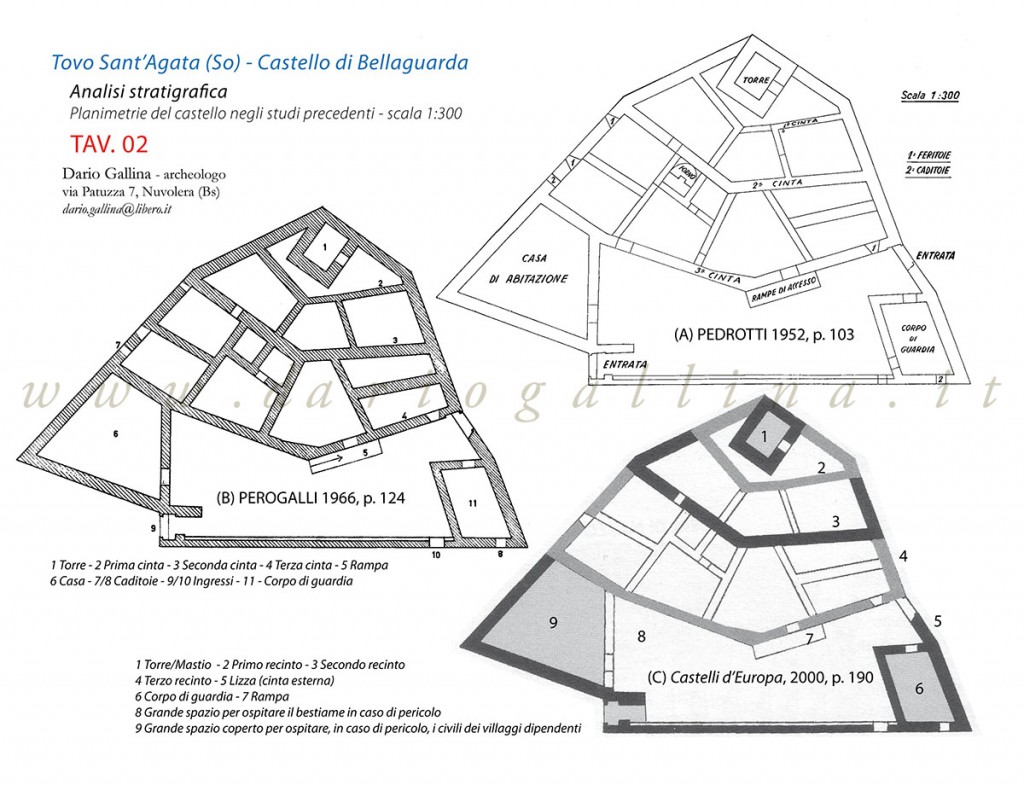 Tovo Sant'Agata (So) - Castello di Bellaguarda
Analisi stratigrafica
Planimetrie del castello negli studi precedenti - scala 1:300
TAV. 02
Dario Gallina - archeologo
via Patuzza 7, Nuvolera (Bs)
dario.gallina@libero.it
TORRE
Scala 1:300
1ª CINTA
1= FERITOIE
2= CADITOIE
1
2
FORNO
2ª CINTA
CASA
DI ABITAZIONE
3ª CINTA
RAMPE DI ACCESSO
1
ENTRATA
(A) PEDROTTI 1952, p. 103
CORPO
DI
GUARDIA
ENTRATA
2
www.dariogallina.it
1
2
3
7
4
5
6
(B) PEROGALLI 1966, p. 124
11
9
10
8
1 Torre - 2 Prima cinta - 3 Seconda cinta - 4 Terza cinta - 5 Rampa
6 Casa - 7/8 Caditoie - 9/10 Ingressi - 11 - Corpo di guardia
1
2
3
4
5
9
8
7
(C) Castelli d'Europa, 2000, p. 190
6
1 Torre/Mastio - 2 Primo recinto - 3 Secondo recinto
4 Terzo recinto - 5 Lizza (cinta esterna)
6 Corpo di guardia - 7 Rampa
8 Grande spazio per ospitare il bestiame in caso di pericolo
9 Grande spazio coperto per ospitare, in caso di pericolo, i civili dei villaggi dipendenti